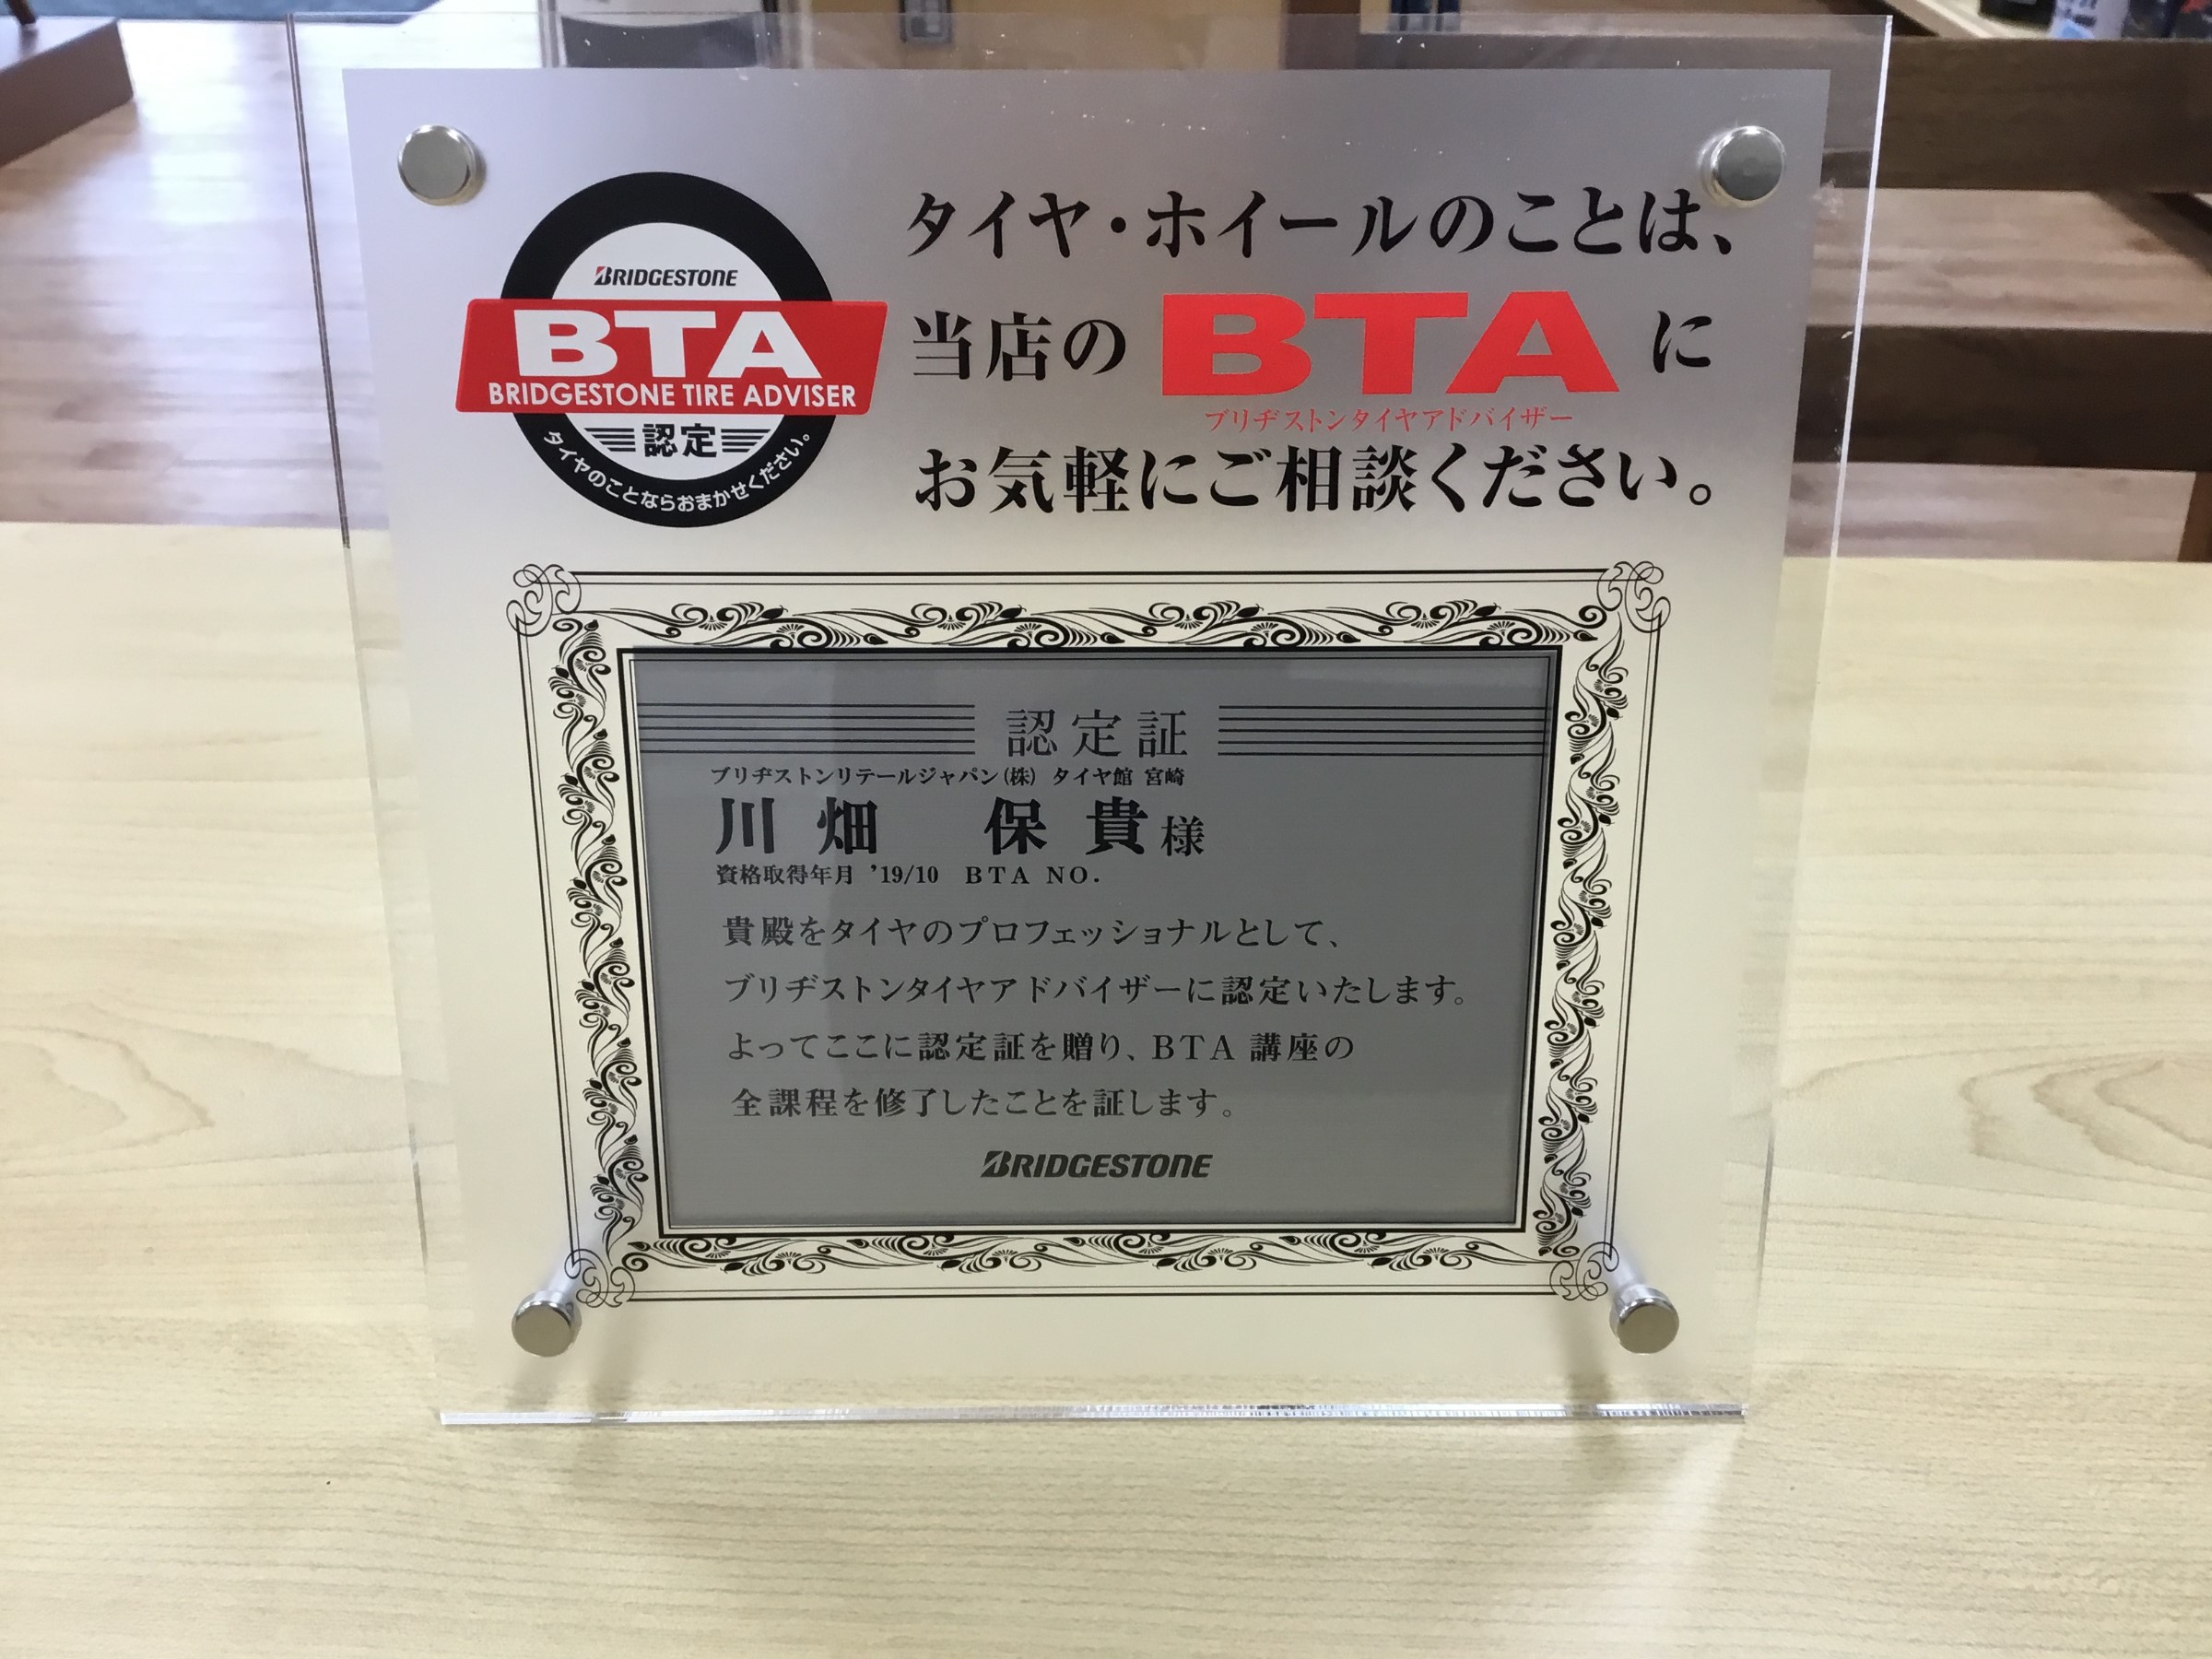 BRIDGESTONE
BTA
BRIDGESTONE TIRE ADVISER
認定
タイヤのことならおまかせください。
タイヤ・ホイールのことは、
当店のBTAに
ブリヂストンタイヤアドバイザー
お気軽にご相談ください。
認定証
ブリヂストンリテールジャパン(株) タイヤ館 宮崎
川畑 保貴様
資格取得年月 '19/10 BTA NO.
貴殿をタイヤのプロフェッショナルとして、
ブリヂストンタイヤアドバイザーに認定いたします。
よってここに認定証を贈り、BTA 講座の
全課程を修了したことを証します。
BRIDGESTONE